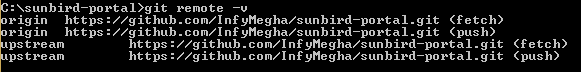 C:\sunbird-portal>git remote -v
origin  https://github.com/InfyMegha/sunbird-portal.git (fetch)
origin  https://github.com/InfyMegha/sunbird-portal.git (push)
upstream        https://github.com/InfyMegha/sunbird-portal.git (fetch)
upstream        https://github.com/InfyMegha/sunbird-portal.git (push)